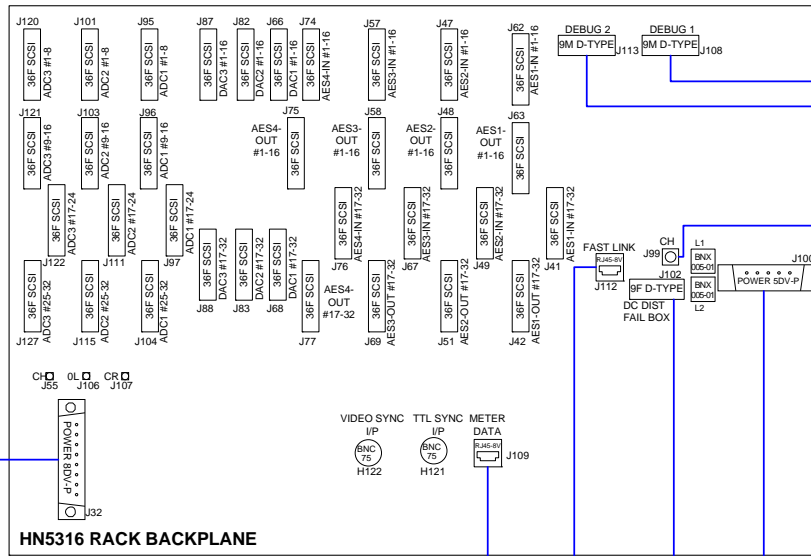 J120 J101 J95 J87 J82 J66 J74 J57 J47 J62
36F SCSI ADC3 #1-8
36F SCSI ADC2 #1-8
36F SCSI ADC1 #1-8
36F SCSI DAC3 #1-16
36F SCSI DAC2 #1-16
36F SCSI DAC1 #1-16
36F SCSI AES4-IN #1-16
36F SCSI AES3-IN #1-16
36F SCSI AES2-IN #1-16
36F SCSI AES1-IN #1-16
DEBUG 2
9M D-TYPE
J113
DEBUG 1
9M D-TYPE
J108
J121 J103 J96 J75 J58 J48 J63
36F SCSI ADC3 #9-16
36F SCSI ADC2 #9-16
36F SCSI ADC1 #9-16
AES4-
OUT
#1-16
36F SCSI
AES3-
OUT
#1-16
36F SCSI
AES2-
OUT
#1-16
36F SCSI
AES1-
OUT
#1-16
36F SCSI
36F SCSI ADC3 #17-24
J122
36F SCSI ADC2 #17-24
J111
36F SCSI ADC1 #17-24
J97
36F SCSI AES4-IN #17-32
J76
36F SCSI AES3-IN #17-32
J67
36F SCSI AES2-IN #17-32
J49
36F SCSI AES1-IN #17-32
J41
36F SCSI DAC3 #17-32
J88
36F SCSI DAC2 #17-32
J83
36F SCSI DAC1 #17-32
J68
FAST LINK
RJ45-8V
J112
CH
J99
L1
BNX
005-01
BNX
005-01
L2
J102
9F D-TYPE
DC DIST
FAIL BOX
J100
POWER 5DV-P
36F SCSI ADC3 #25-32
J127
36F SCSI ADC2 #25-32
J115
36F SCSI ADC1 #25-32
J104
36F SCSI
AES4-
OUT
#17-32
J77
36F SCSI AES3-OUT #17-32
J69
36F SCSI AES2-OUT #17-32
J51
36F SCSI AES1-OUT #17-32
J42
CH
J55
0L
J106
CR
J107
POWER 8DV-P
J32
VIDEO SYNC
I/P
BNC
75
H122
TTL SYNC
I/P
BNC
75
H121
METER
DATA
RJ45-8V
J109
HN5316 RACK BACKPLANE